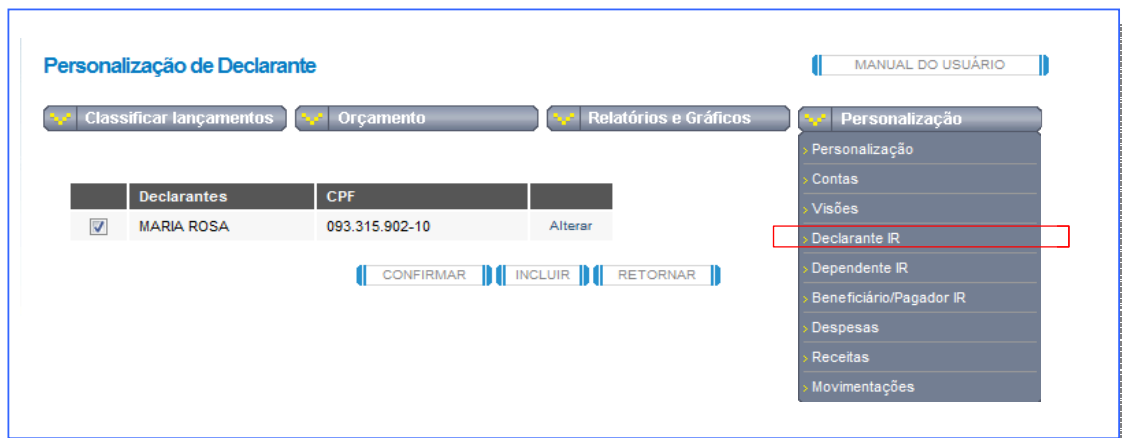 Personalização de Declarante
MANUAL DO USUÁRIO
Classificar lançamentos
Orçamento
Relatórios e Gráficos
Personalização
Personalização
Contas
Visões
Declarante IR
Dependente IR
Beneficiário/Pagador IR
Despesas
Receitas
Movimentações
Declarantes CPF
MARIA ROSA 093.315.902-10 Alterar
CONFIRMAR INCLUIR RETORNAR